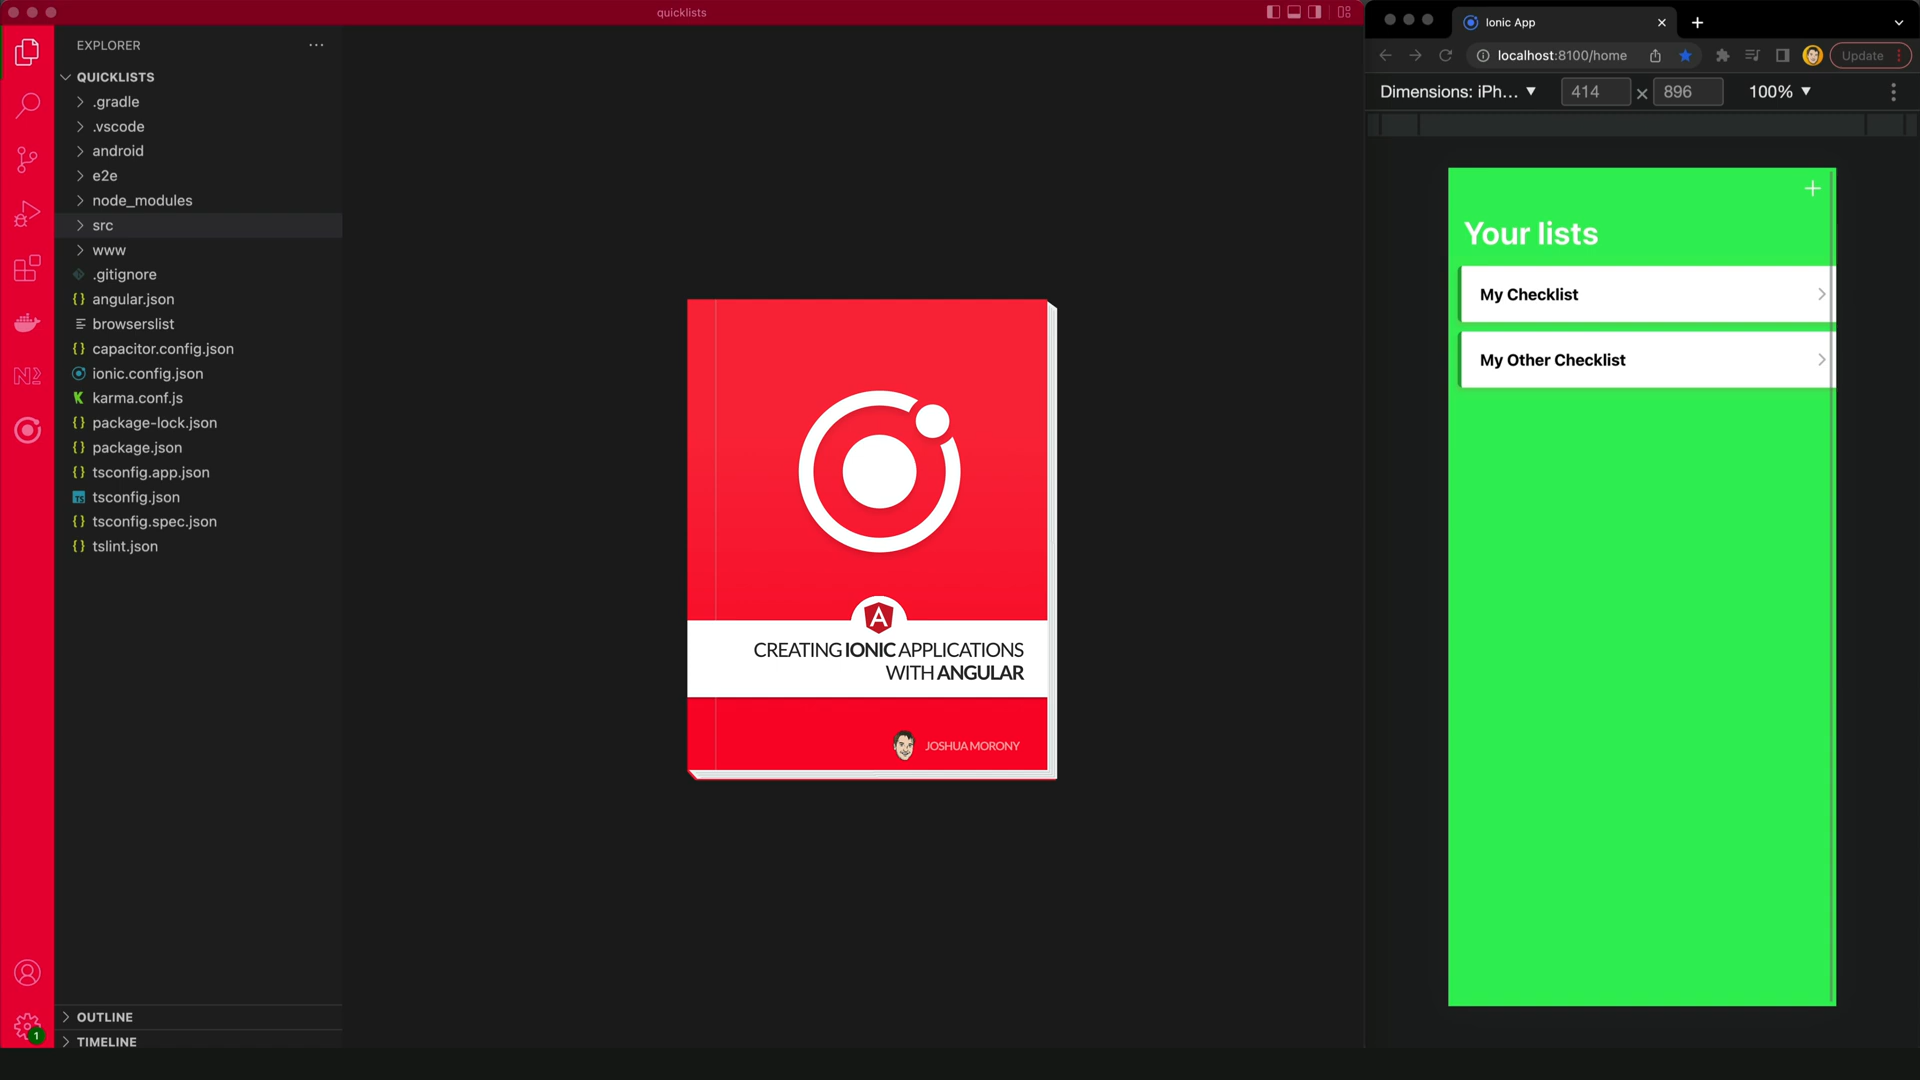 quicklists
EXPLORER
QUICKLISTS
.gradle
.vscode
android
e2e
node_modules
src
www
.gitignore
angular.json
browserslist
capacitor.config.json
ionic.config.json
karma.conf.js
package-lock.json
package.json
tsconfig.app.json
tsconfig.json
tsconfig.spec.json
tslint.json
OUTLINE
TIMELINE
1
CREATING IONIC APPLICATIONS
WITH ANGULAR
JOSHUA MORONY
Ionic App
localhost:8100/home
Update
Dimensions: iPh... 414 × 896 100%
Your lists
My Checklist
My Other Checklist